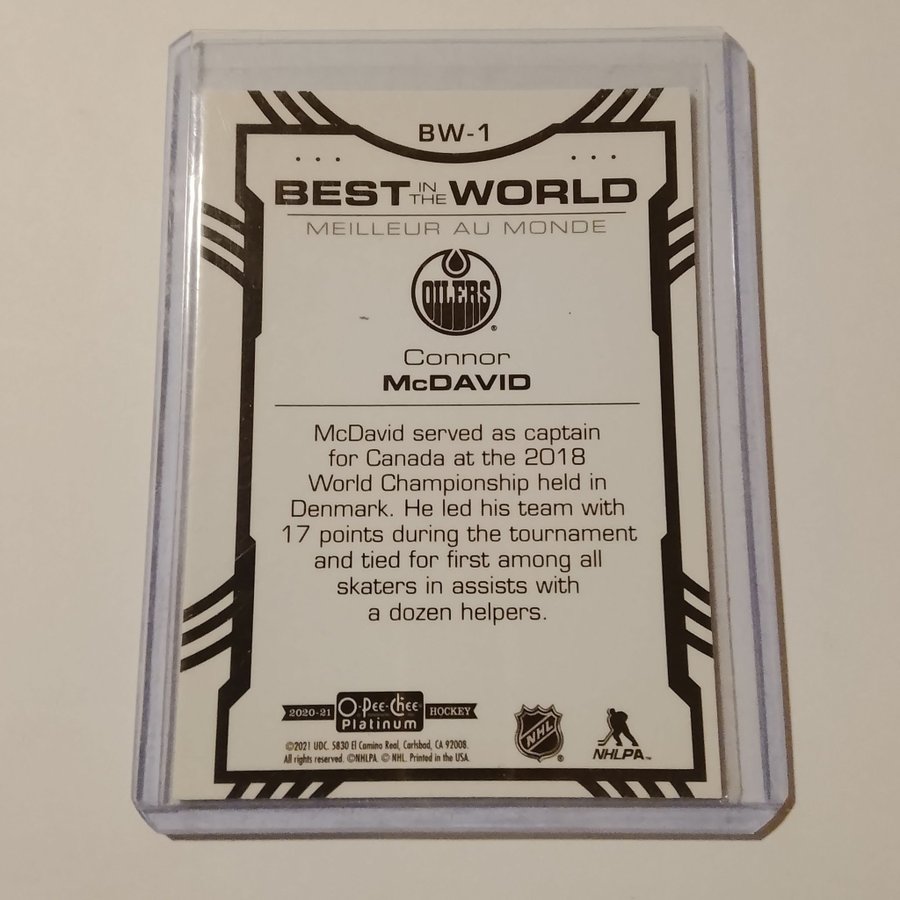 BW-1
BEST IN THE WORLD
MEILLEUR AU MONDE
OILERS
®
Connor
McDAVID
McDavid served as captain
for Canada at the 2018
World Championship held in
Denmark. He led his team with
17 points during the tournament
and tied for first among all
skaters in assists with
a dozen helpers.
2020-21 O-Pee-Chee HOCKEY
Platinum
©2021 UDC. 5830 El Camino Real, Carlsbad, CA 92008.
All rights reserved. ©NHLPA. © NHL. Printed in the USA.
NHL ®
NHLPA™